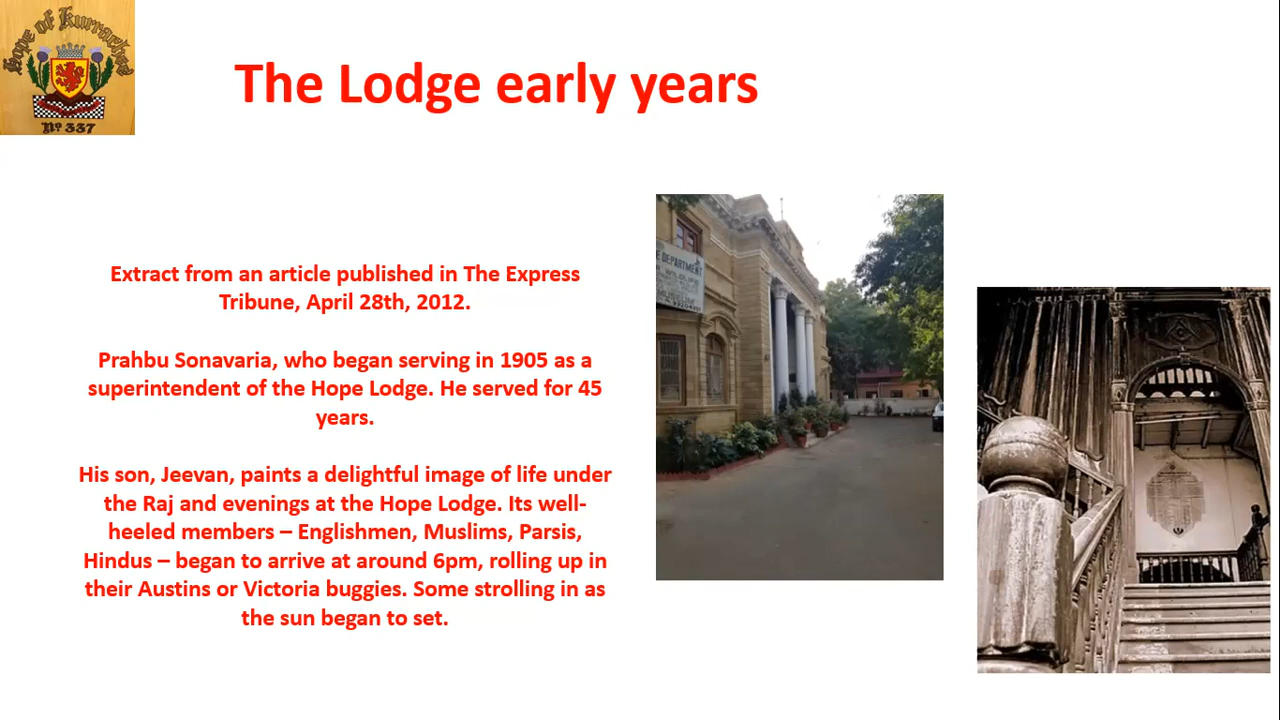 Hope of Kurrachee
No 337
The Lodge early years
Extract from an article published in The Express
Tribune, April 28th, 2012.
Prahbu Sonavaria, who began serving in 1905 as a
superintendent of the Hope Lodge. He served for 45
years.
His son, Jeevan, paints a delightful image of life under
the Raj and evenings at the Hope Lodge. Its well-
heeled members – Englishmen, Muslims, Parsis,
Hindus – began to arrive at around 6pm, rolling up in
their Austins or Victoria buggies. Some strolling in as
the sun began to set.
E DEPARTMENT
WILDLIFE
MUSEUM